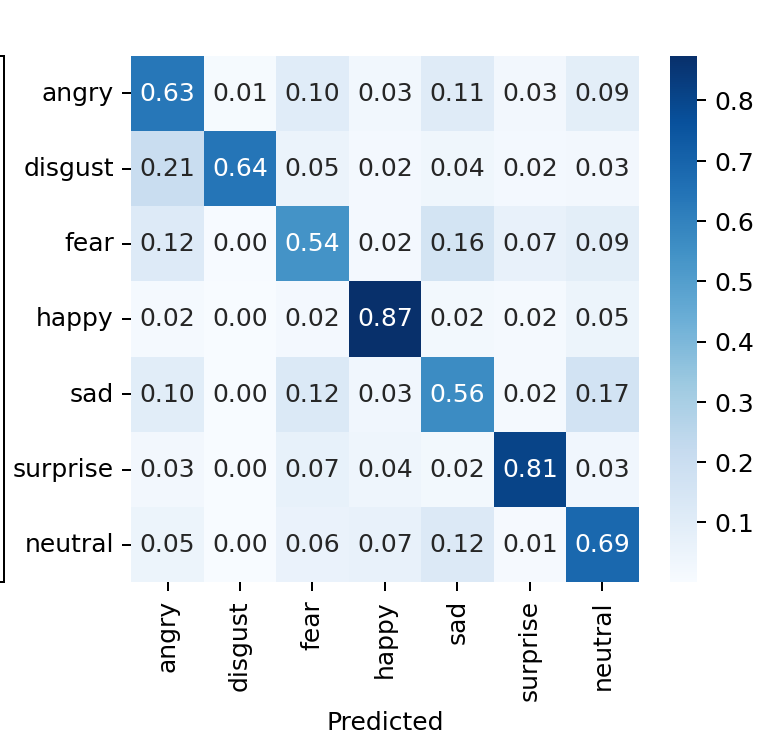 angry 0.63 0.01 0.10 0.03 0.11 0.03 0.09
disgust 0.21 0.64 0.05 0.02 0.04 0.02 0.03
fear 0.12 0.00 0.54 0.02 0.16 0.07 0.09
happy 0.02 0.00 0.02 0.87 0.02 0.02 0.05
sad 0.10 0.00 0.12 0.03 0.56 0.02 0.17
surprise 0.03 0.00 0.07 0.04 0.02 0.81 0.03
neutral 0.05 0.00 0.06 0.07 0.12 0.01 0.69
angry disgust fear happy sad surprise neutral
Predicted
0.8
0.7
0.6
0.5
0.4
0.3
0.2
0.1